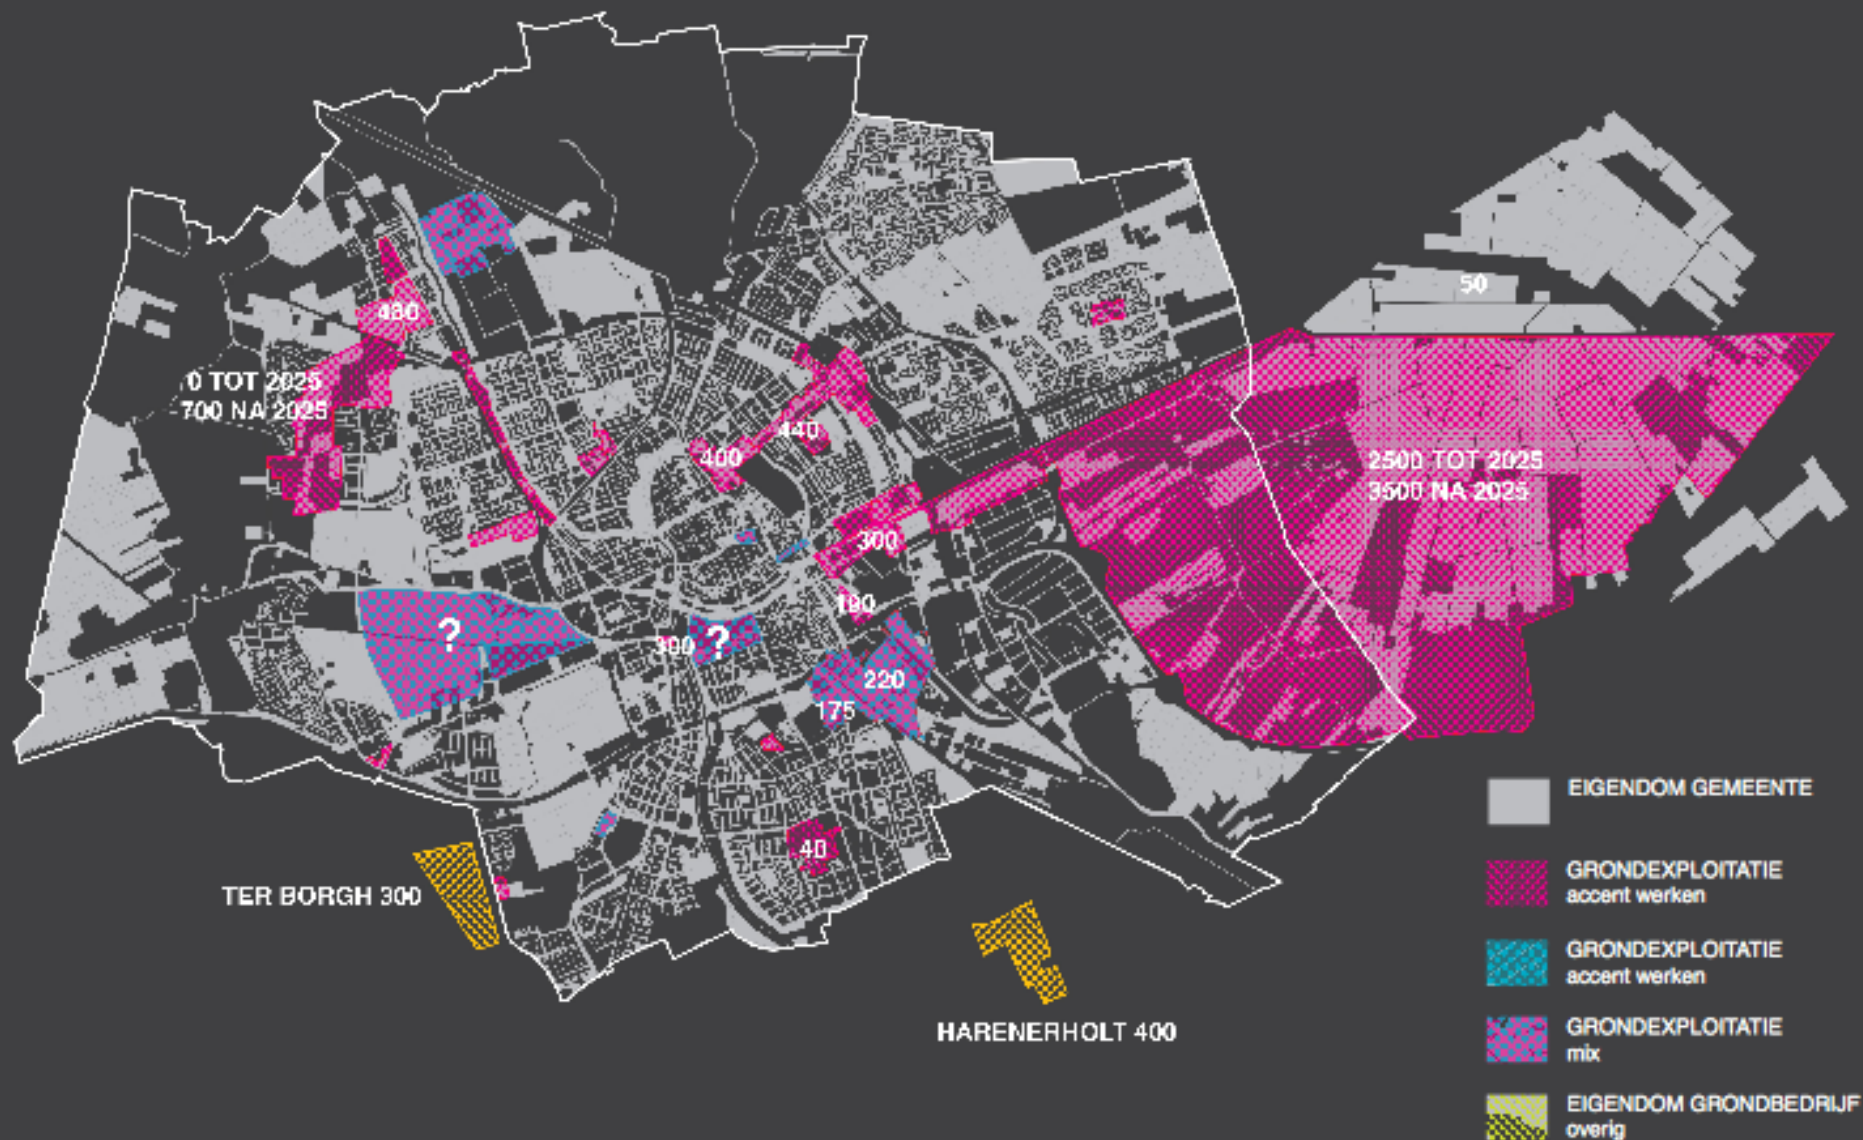 50
430
0 TOT 2025
700 NA 2025
440
400
2500 TOT 2025
3500 NA 2025
300
190
?
300
?
220
175
40
TER BORGH 300
HARENERHOLT 400
EIGENDOM GEMEENTE
GRONDEXPLOITATIE
accent werken
GRONDEXPLOITATIE
accent werken
GRONDEXPLOITATIE
mix
EIGENDOM GRONDBEDRIJF
overig